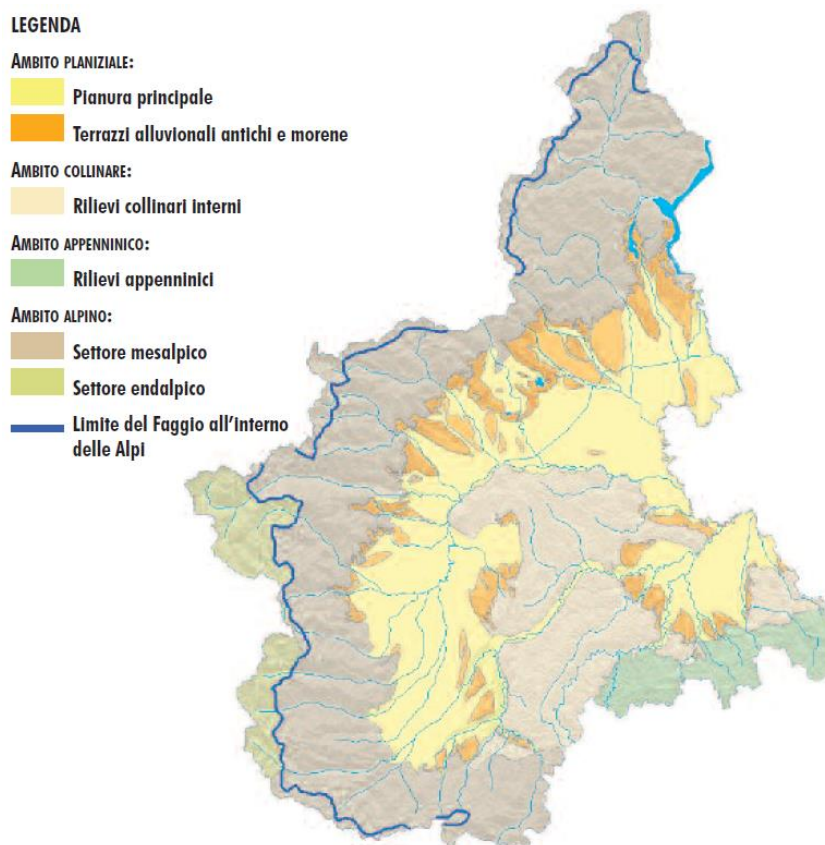 LEGENDA
AMBITO PLANIZIALE:
Pianura principale
Terrazzi alluvionali antichi e morene
AMBITO COLLINARE:
Rilievi collinari interni
AMBITO APPENNINICO:
Rilievi appenninici
AMBITO ALPINO:
Settore mesalpico
Settore endalpico
Limite del Faggio all'interno
delle Alpi